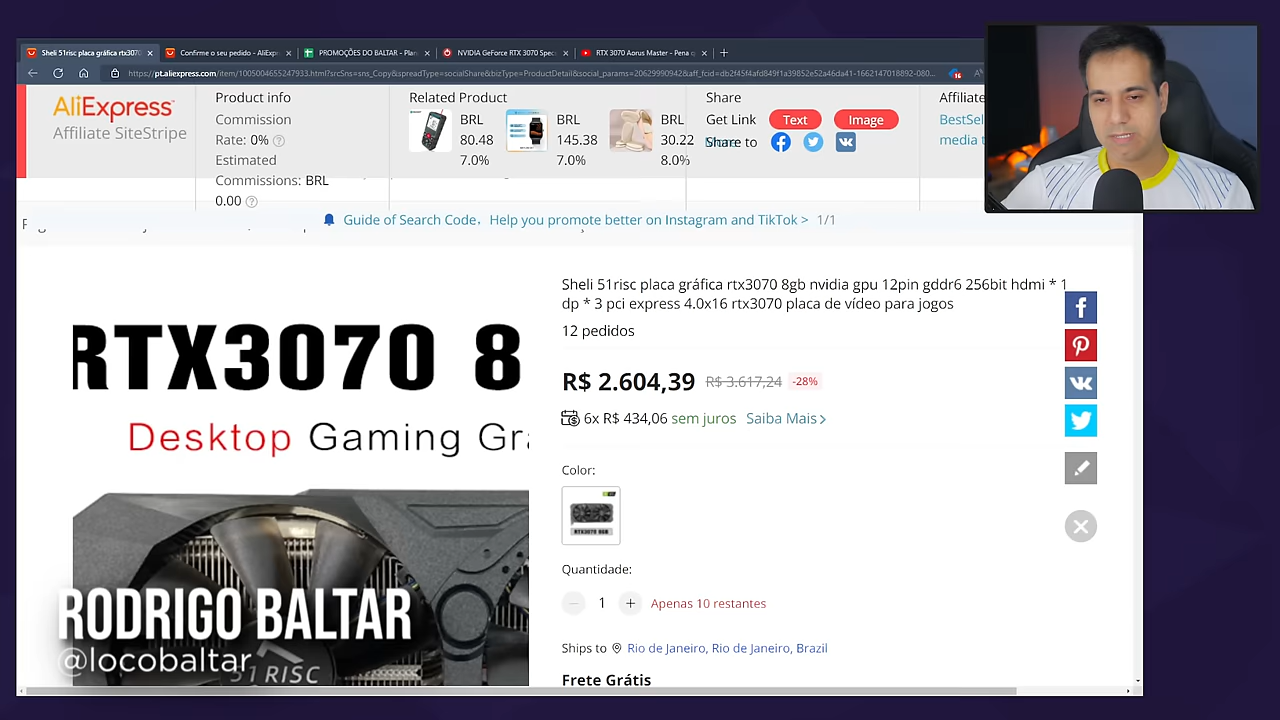 Sheli 51risc placa gráfica rtx3070
Confirme o seu pedido - AliExp
PROMOÇÕES DO BALTAR - Plan
NVIDIA GeForce RTX 3070 Spec
RTX 3070 Aorus Master - Pena q
https://pt.aliexpress.com/item/1005004655247933.html?srcSns=sns_Copy&spreadType=socialShare&bizType=ProductDetail&social_params=20629990942&aff_fcid=db2f45f4afd849f1a39852e52a46da41-1662147018892-080...
AliExpress
Affiliate SiteStripe
Product info
Commission
Rate: 0%
Estimated
Commissions: BRL
0.00
Related Product
BRL
80.48
7.0%
BRL
145.38
7.0%
BRL
30.22
8.0%
Share
Get Link
Text
Image
Share to
Affiliate
BestSel
media t
Guide of Search Code, Help you promote better on Instagram and TikTok > 1/1
RTX3070 8
Desktop Gaming Gr
51 RISC
Sheli 51risc placa gráfica rtx3070 8gb nvidia gpu 12pin gddr6 256bit hdmi * 1
dp * 3 pci express 4.0x16 rtx3070 placa de vídeo para jogos
12 pedidos
R$ 2.604,39 R$ 3.617,24 -28%
6x R$ 434,06 sem juros Saiba Mais
Color:
RTX3070 8GB
Quantidade:
1
Apenas 10 restantes
Ships to Rio de Janeiro, Rio de Janeiro, Brazil
Frete Grátis
RODRIGO BALTAR
@locobaltar